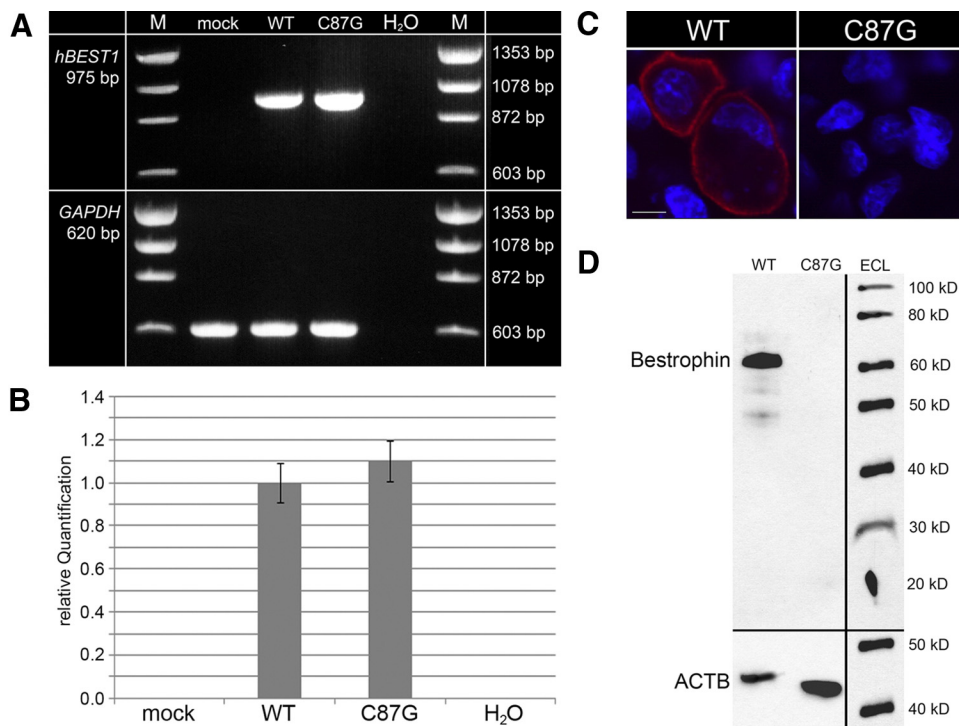 A
M mock WT C87G H₂O M
hBEST1
975 bp
1353 bp
1078 bp
872 bp
603 bp
GAPDH
620 bp
1353 bp
1078 bp
872 bp
603 bp
B
relative Quantification
1.4
1.2
1.0
0.8
0.6
0.4
0.2
0.0
mock WT C87G H₂O
C
WT C87G
D
WT C87G ECL
Bestrophin
100 kD
80 kD
60 kD
50 kD
40 kD
30 kD
20 kD
ACTB
50 kD
40 kD